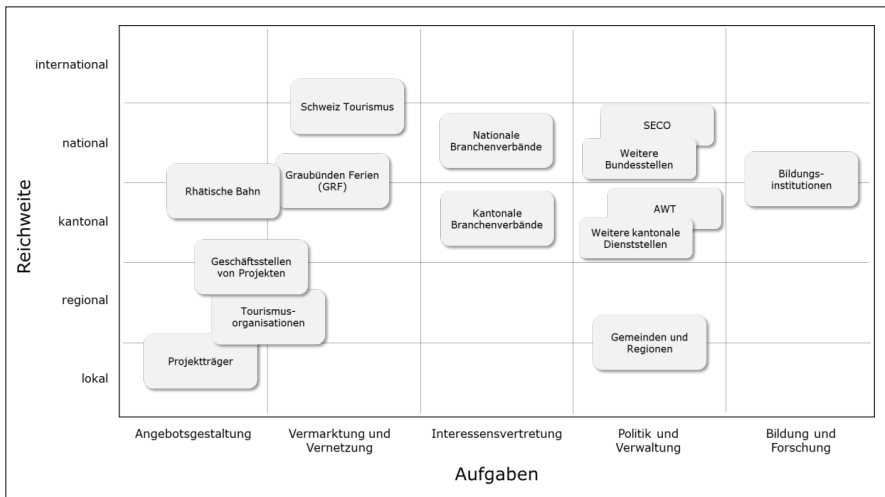 international
Schweiz Tourismus
national
Nationale
Branchenverbände
SECO
Weitere
Bundesstellen
Graubünden Ferien
(GRF)
Rhätische Bahn
Bildungs-
institutionen
kantonal
Kantonale
Branchenverbände
AWT
Weitere kantonale
Dienststellen
Geschäftsstellen
von Projekten
regional
Tourismus-
organisationen
Gemeinden und
Regionen
Projektträger
lokal
Reichweite
Angebotsgestaltung
Vermarktung und
Vernetzung
Interessensvertretung
Politik und
Verwaltung
Bildung und
Forschung
Aufgaben